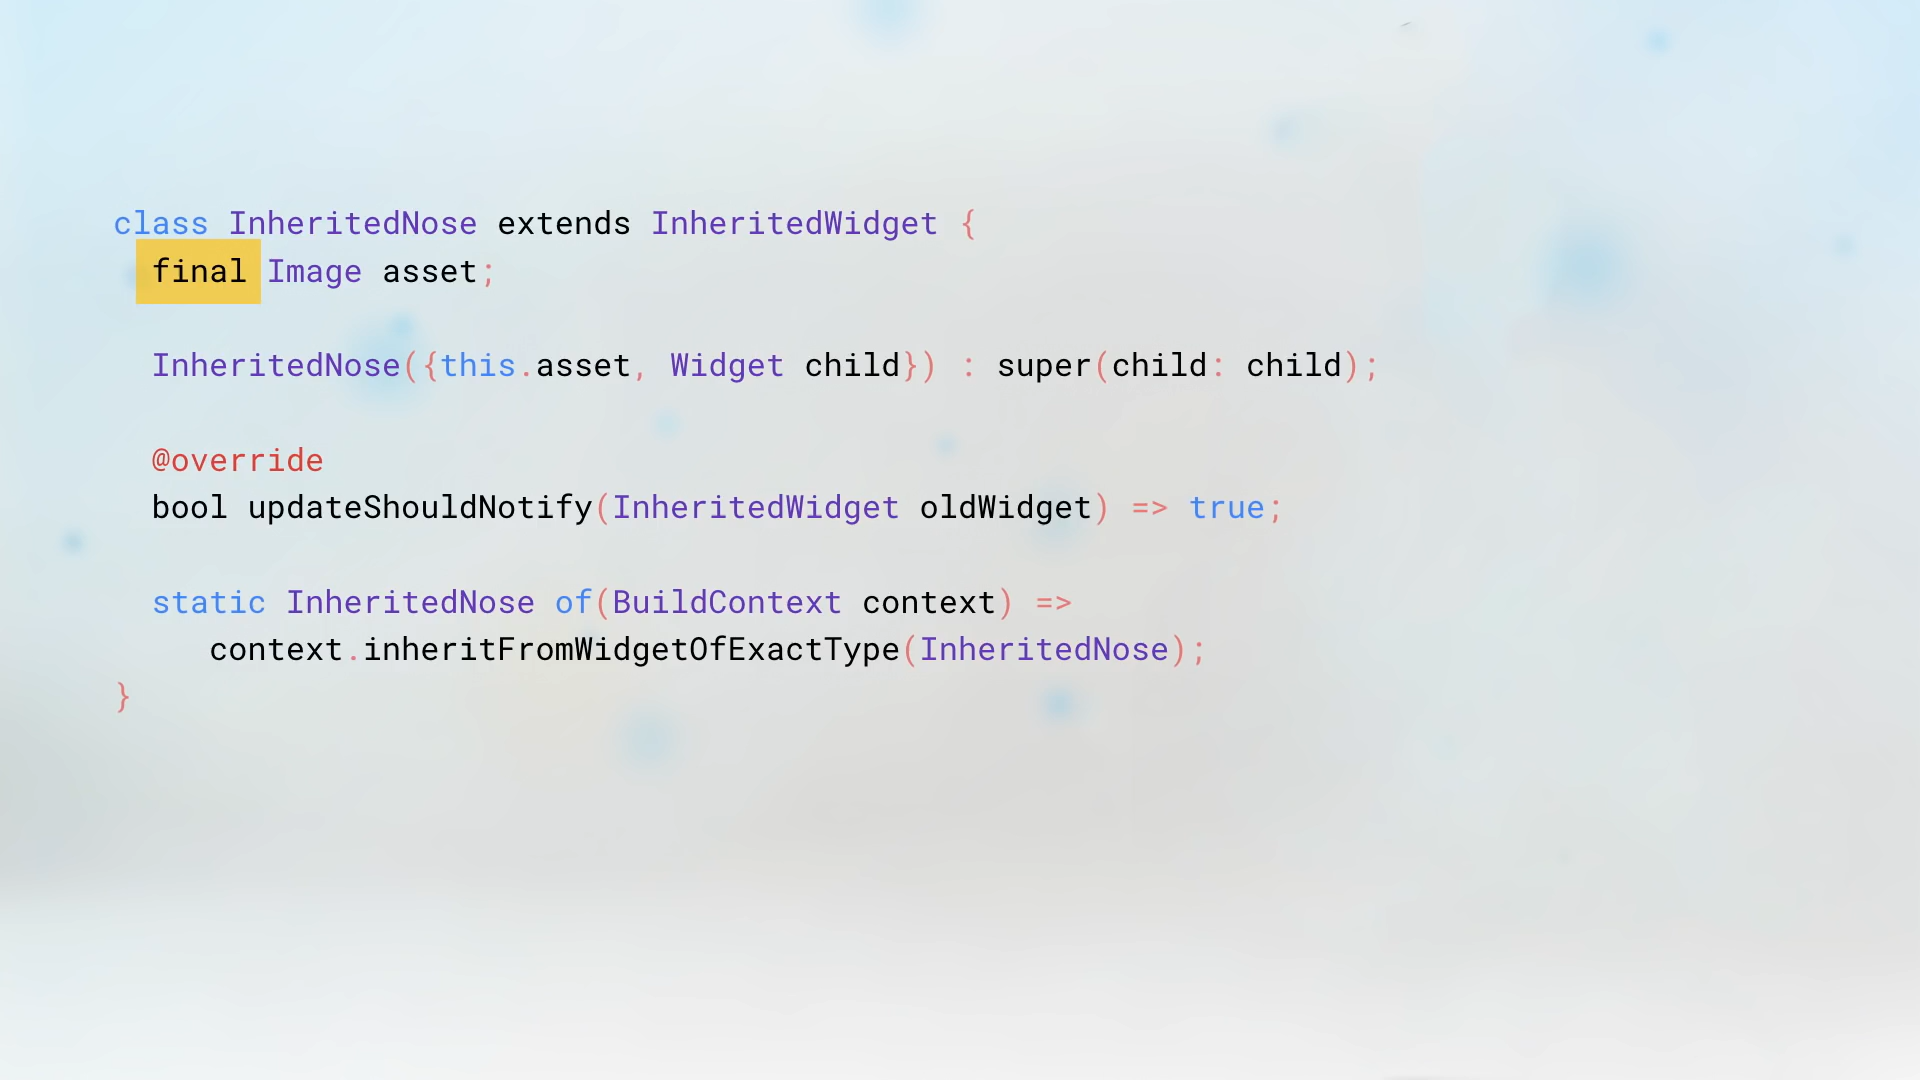 class InheritedNose extends InheritedWidget {
final Image asset;
InheritedNose({this.asset, Widget child}) : super(child: child);
@override
bool updateShouldNotify(InheritedWidget oldWidget) => true;
static InheritedNose of(BuildContext context) =>
context.inheritFromWidgetOfExactType(InheritedNose);
}